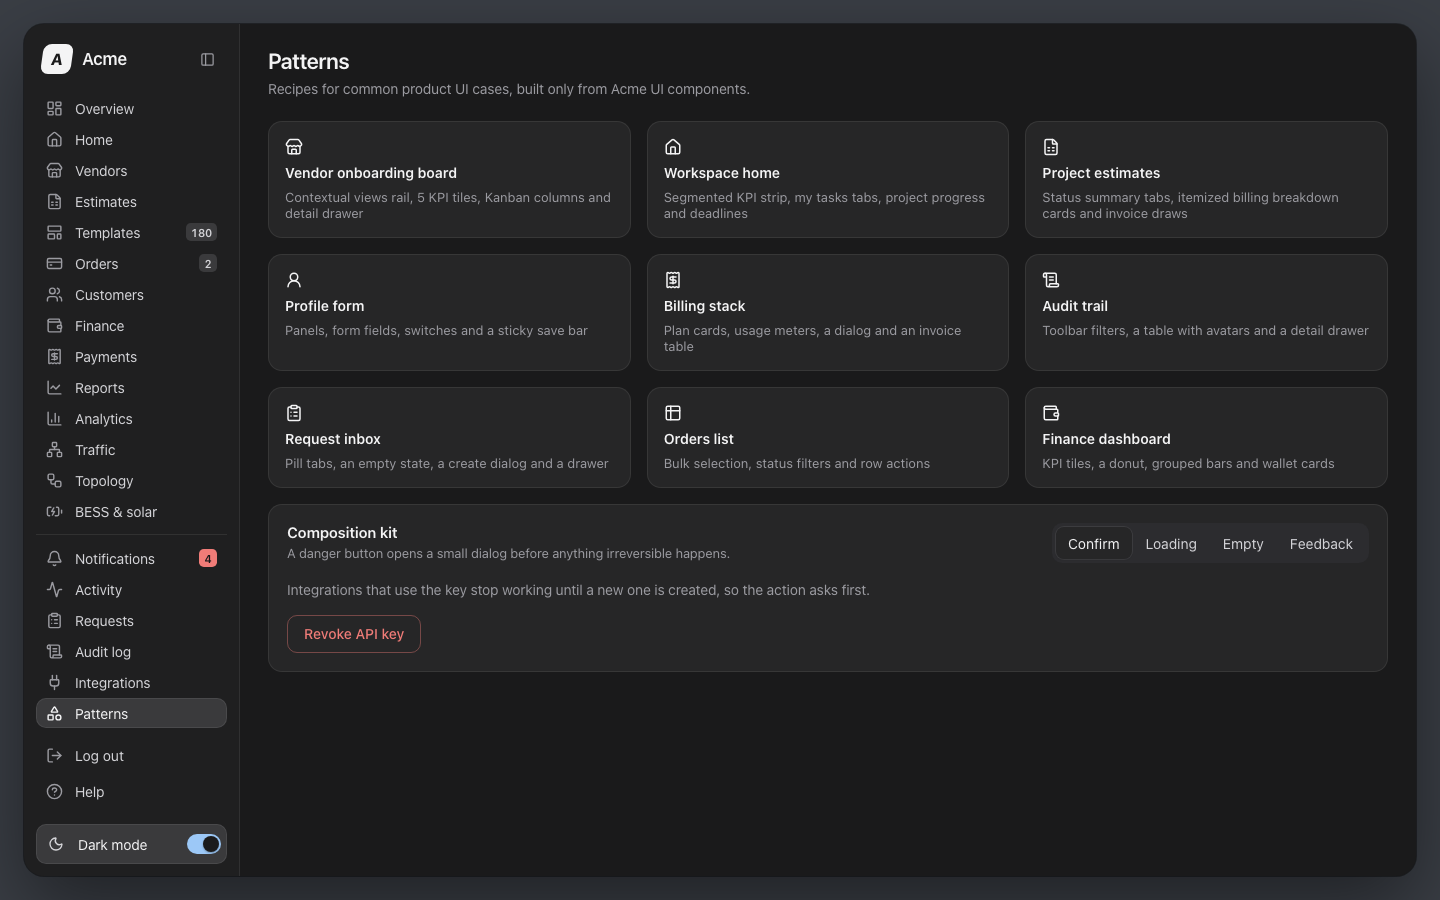 A Acme
Overview
Home
Vendors
Estimates
Templates 180
Orders 2
Customers
Finance
Payments
Reports
Analytics
Traffic
Topology
BESS & solar
Notifications 4
Activity
Requests
Audit log
Integrations
Patterns
Log out
Help
Dark mode
Patterns
Recipes for common product UI cases, built only from Acme UI components.
Vendor onboarding board
Contextual views rail, 5 KPI tiles, Kanban columns and
detail drawer
Workspace home
Segmented KPI strip, my tasks tabs, project progress
and deadlines
Project estimates
Status summary tabs, itemized billing breakdown
cards and invoice draws
Profile form
Panels, form fields, switches and a sticky save bar
Billing stack
Plan cards, usage meters, a dialog and an invoice
table
Audit trail
Toolbar filters, a table with avatars and a detail drawer
Request inbox
Pill tabs, an empty state, a create dialog and a drawer
Orders list
Bulk selection, status filters and row actions
Finance dashboard
KPI tiles, a donut, grouped bars and wallet cards
Composition kit
A danger button opens a small dialog before anything irreversible happens.
Confirm Loading Empty Feedback
Integrations that use the key stop working until a new one is created, so the action asks first.
Revoke API key